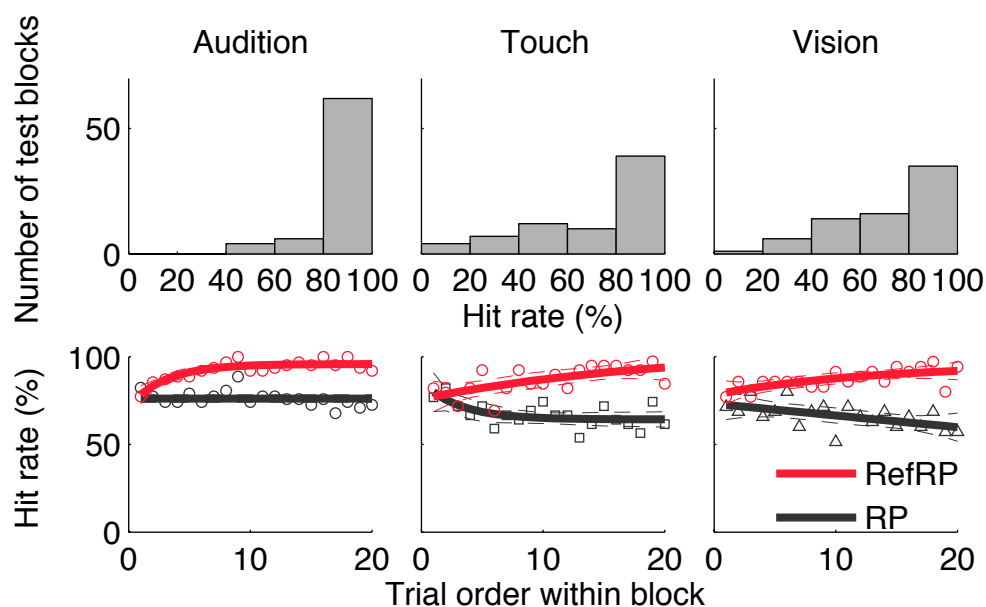 Audition Touch Vision
Number of test blocks
50
0
0 20 40 60 80 100 0 20 40 60 80 100 0 20 40 60 80 100
Hit rate (%)
Hit rate (%)
100
50
0
RefRP
RP
0 10 20 0 10 20 0 10 20
Trial order within block